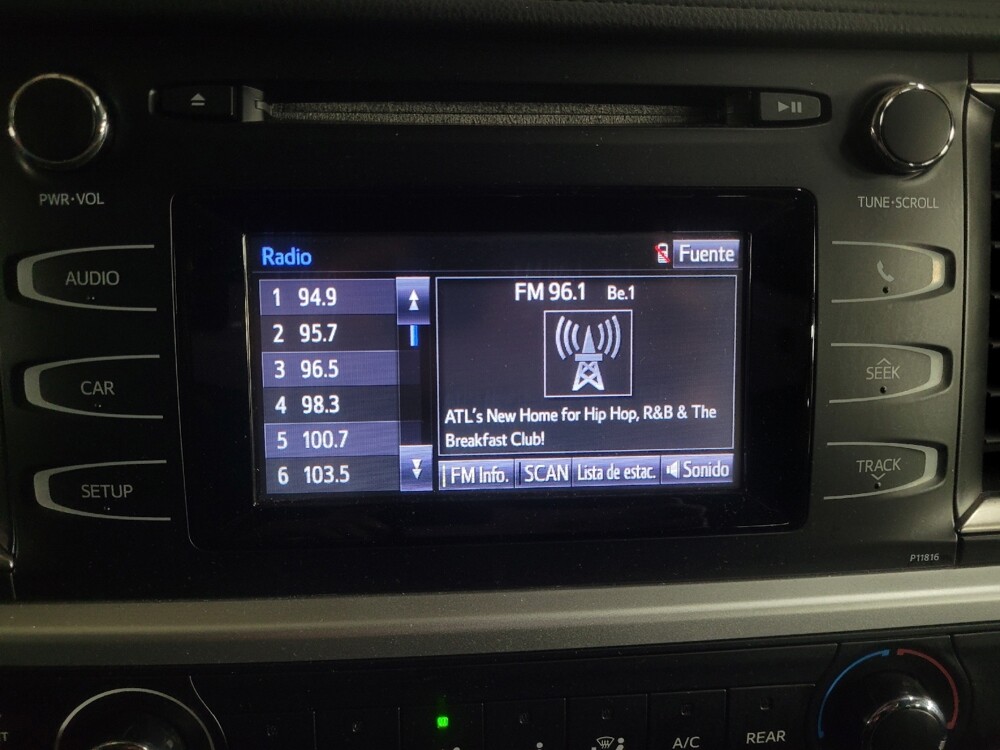 PWR·VOL
TUNE·SCROLL
AUDIO
CAR
SETUP
SEEK
TRACK
P11816
Radio
Fuente
1 94.9
2 95.7
3 96.5
4 98.3
5 100.7
6 103.5
FM 96.1 Be.1
ATL's New Home for Hip Hop, R&B & The
Breakfast Club!
FM Info. SCAN Lista de estac. Sonido
A/C
REAR